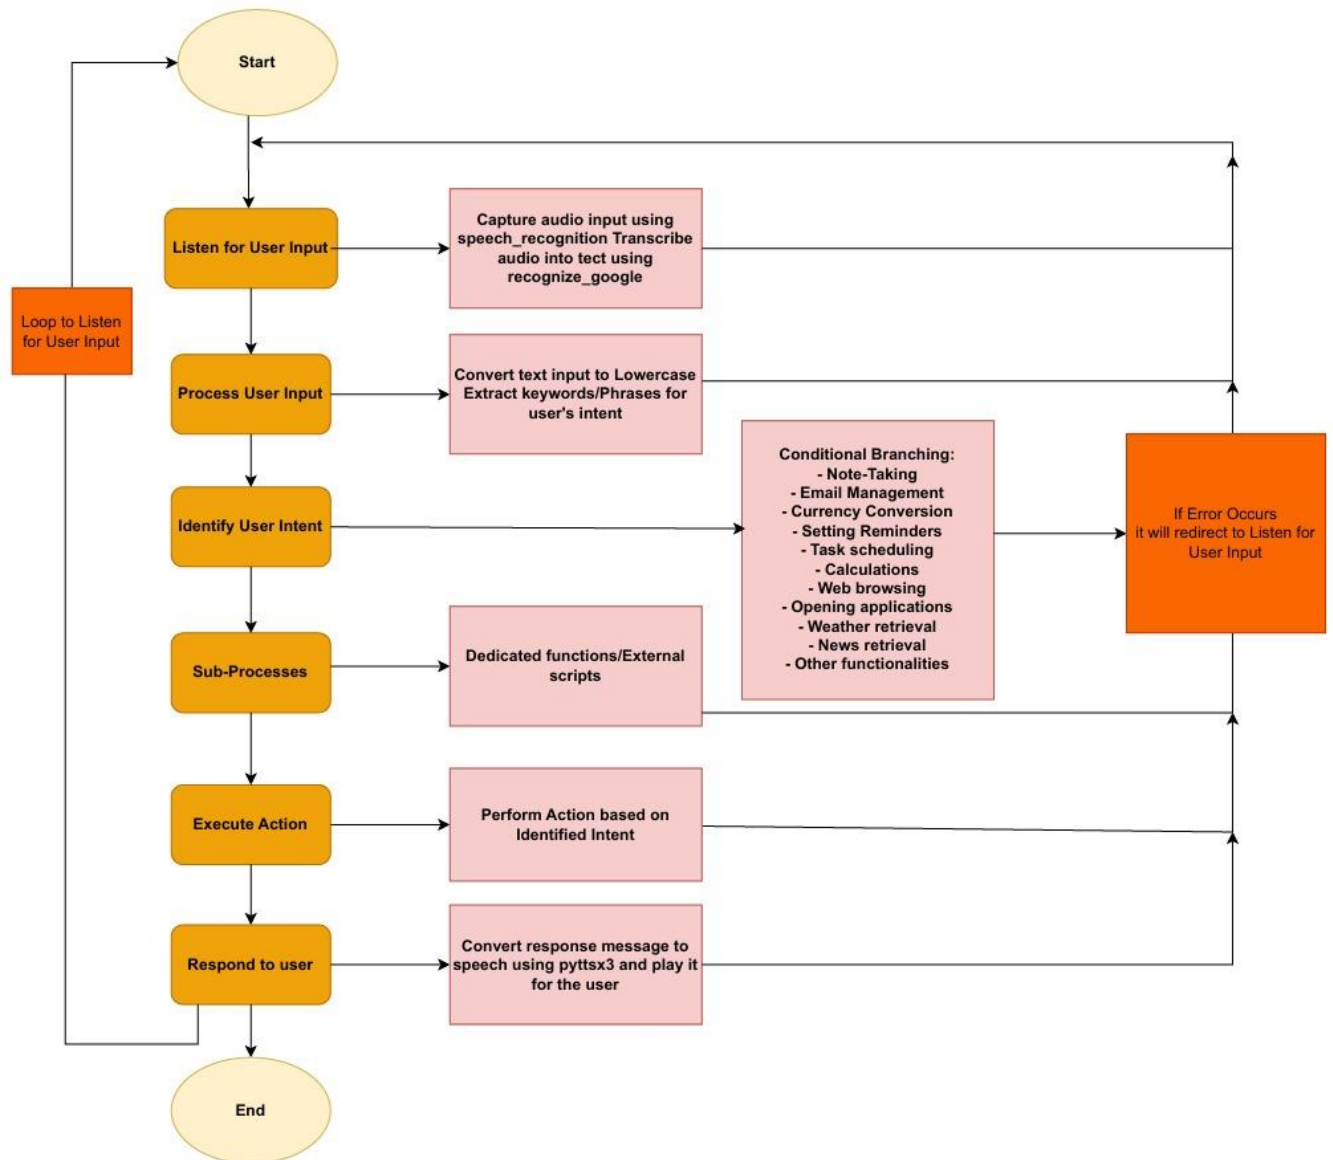 Start
Listen for User Input
Capture audio input using
speech_recognition Transcribe
audio into tect using
recognize_google
Loop to Listen
for User Input
Process User Input
Convert text input to Lowercase
Extract keywords/Phrases for
user's intent
Identify User Intent
Conditional Branching:
- Note-Taking
- Email Management
- Currency Conversion
- Setting Reminders
- Task scheduling
- Calculations
- Web browsing
- Opening applications
- Weather retrieval
- News retrieval
- Other functionalities
If Error Occurs
it will redirect to Listen for
User Input
Sub-Processes
Dedicated functions/External
scripts
Execute Action
Perform Action based on
Identified Intent
Respond to user
Convert response message to
speech using pyttsx3 and play it
for the user
End